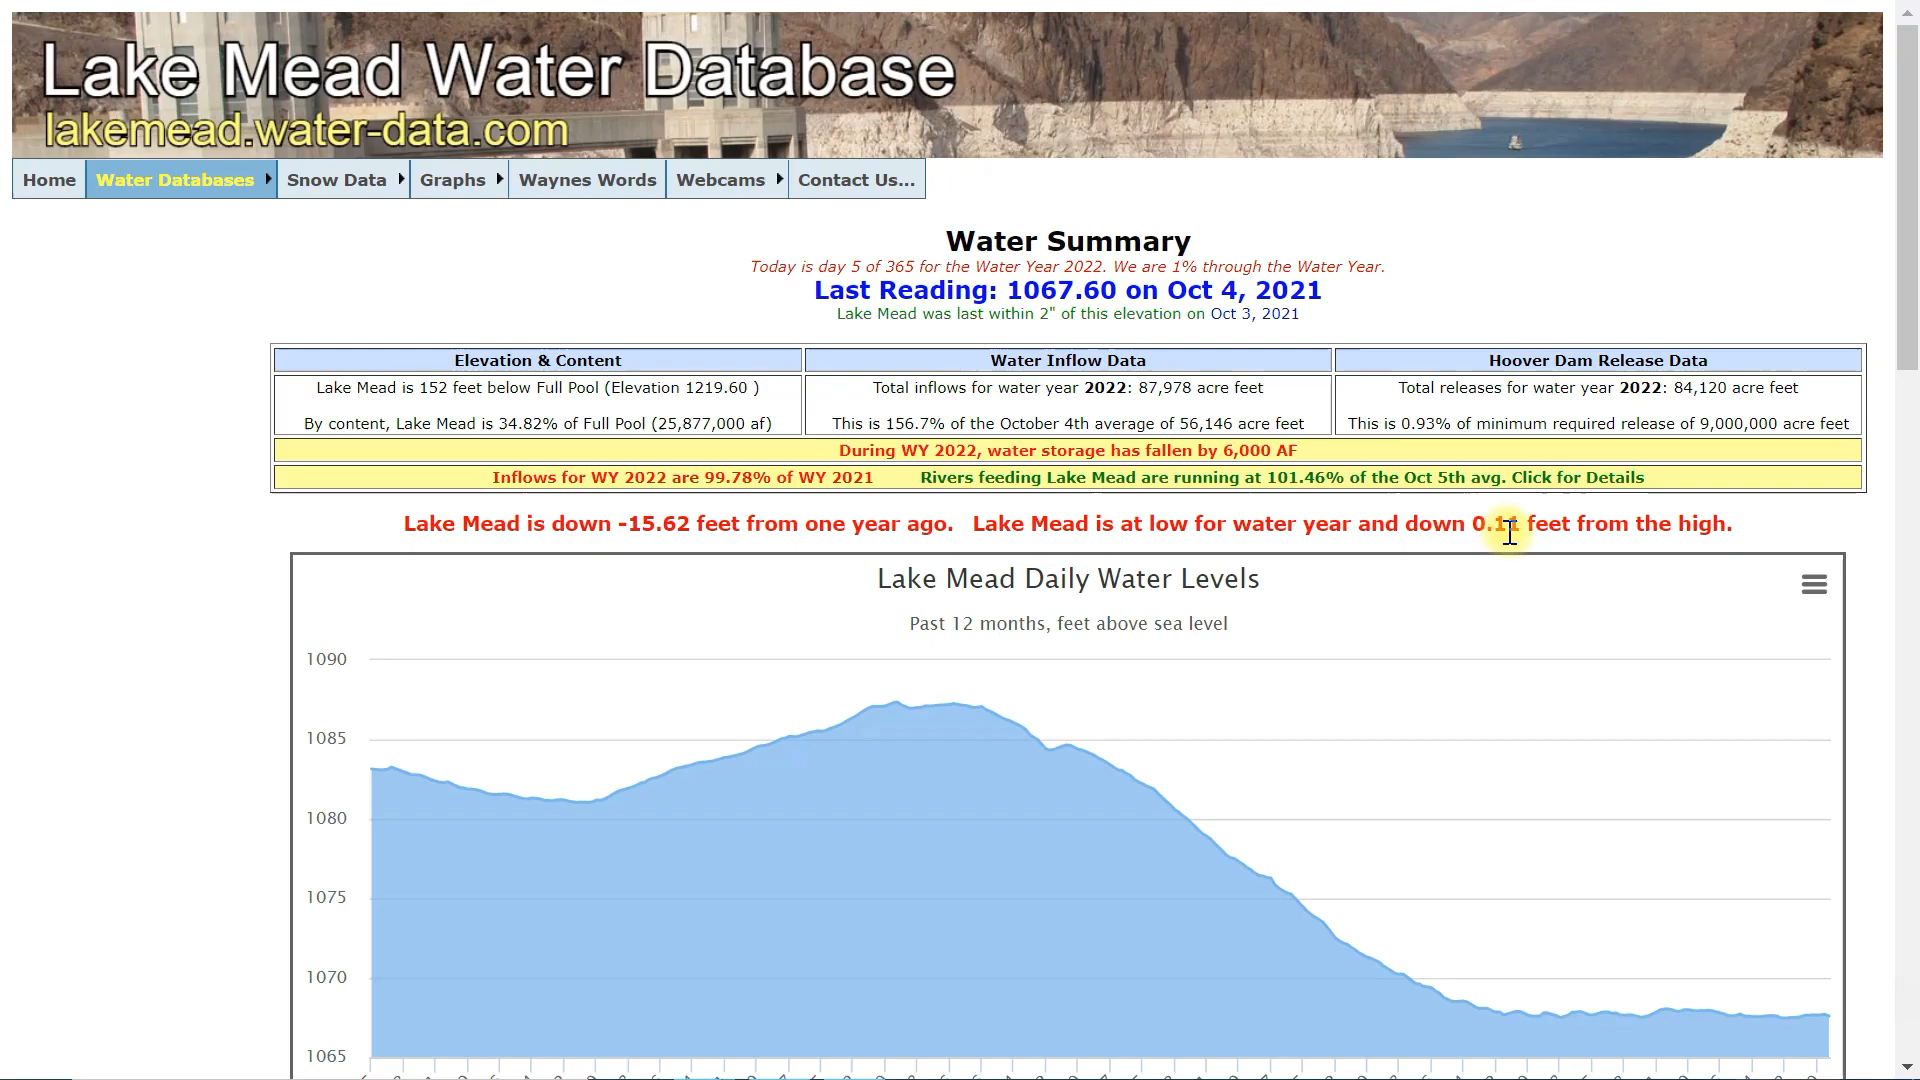 Lake Mead Water Database
lakemead.water-data.com
Home Water Databases Snow Data Graphs Waynes Words Webcams Contact Us...
Water Summary
Today is day 5 of 365 for the Water Year 2022. We are 1% through the Water Year.
Last Reading: 1067.60 on Oct 4, 2021
Lake Mead was last within 2" of this elevation on Oct 3, 2021
Elevation & Content Water Inflow Data Hoover Dam Release Data
Lake Mead is 152 feet below Full Pool (Elevation 1219.60 ) Total inflows for water year 2022: 87,978 acre feet Total releases for water year 2022: 84,120 acre feet
By content, Lake Mead is 34.82% of Full Pool (25,877,000 af) This is 156.7% of the October 4th average of 56,146 acre feet This is 0.93% of minimum required release of 9,000,000 acre feet
During WY 2022, water storage has fallen by 6,000 AF
Inflows for WY 2022 are 99.78% of WY 2021 Rivers feeding Lake Mead are running at 101.46% of the Oct 5th avg. Click for Details
Lake Mead is down -15.62 feet from one year ago. Lake Mead is at low for water year and down 0.11 feet from the high.
Lake Mead Daily Water Levels
Past 12 months, feet above sea level
1090
1085
1080
1075
1070
1065